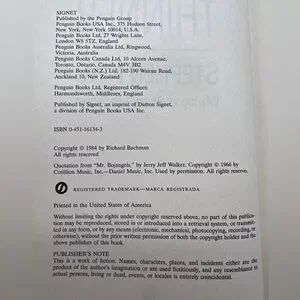 SIGNET
Published by the Penguin Group
Penguin Books USA Inc., 375 Hudson Street,
New York, New York 10014, U.S.A.
Penguin Books Ltd, 27 Wrights Lane,
London W8 5TZ, England
Penguin Books Australia Ltd, Ringwood,
Victoria, Australia
Penguin Books Canada Ltd, 10 Alcorn Avenue,
Toronto, Ontario, Canada M4V 3B2
Penguin Books (N.Z.) Ltd, 182-190 Wairau Road,
Auckland 10, New Zealand
Penguin Books Ltd, Registered Offices:
Harmondsworth, Middlesex, England
Published by Signet, an imprint of Dutton Signet,
a division of Penguin Books USA Inc.
ISBN 0-451-16134-3
Copyright © 1984 by Richard Bachman
All rights reserved
Quotation from "Mr. Bojangels," by Jerry Jeff Walker. Copyright © 1966 by
Cotillion Music, Inc.—Danel Music, Inc. Used by permission. All rights reserved.
REGISTERED TRADEMARK—MARCA REGISTRADA
Printed in the United States of America
Without limiting the rights under copyright reserved above, no part of this publica-
tion may be reproduced, stored in or introduced into a retrieval system, or transmit-
ted in any form, or by any means (electronic, mechanical, photocopying, recording, or
otherwise), without the prior written permission of both the copyright holder and the
above publisher of this book.
PUBLISHER'S NOTE
This is a work of fiction. Names, characters, places, and incidents either are the
product of the author's imagination or are used fictitiously, and any resemblance to
actual persons, living or dead, events, or locales is entirely coincidental.